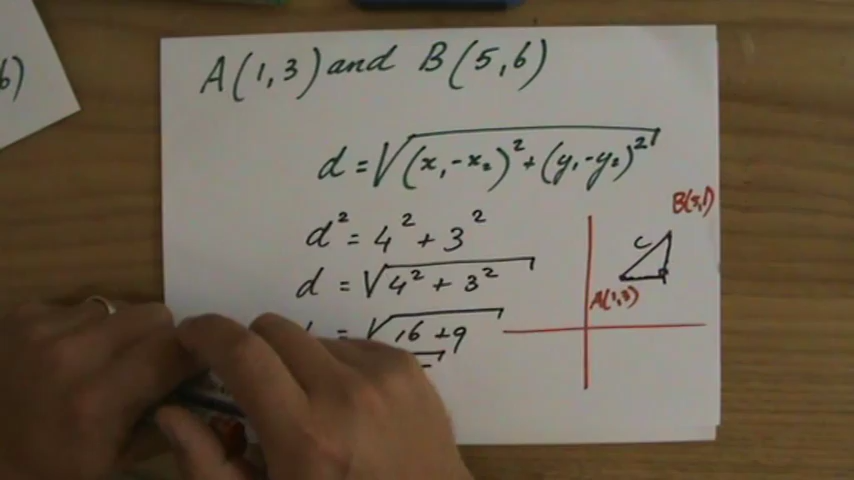 6)
A(1,3) and B(5,6)
d = √(x₁-x₂)² + (y₁-y₂)²
B(5,1)
d² = 4² + 3²
c
d = √4² + 3²
A(1,3)
= √16 + 9